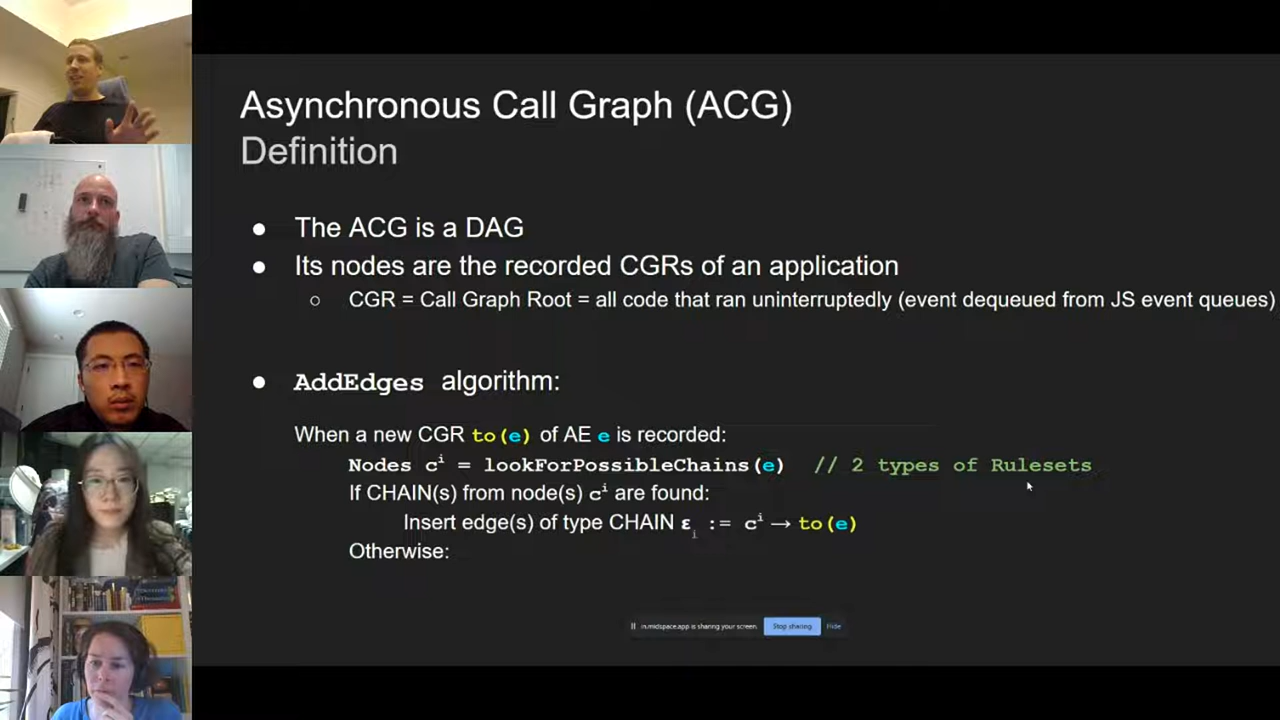 Asynchronous Call Graph (ACG)
Definition
● The ACG is a DAG
● Its nodes are the recorded CGRs of an application
○ CGR = Call Graph Root = all code that ran uninterruptedly (event dequeued from JS event queues)
● AddEdges algorithm:
When a new CGR to(e) of AE e is recorded:
Nodes cⁱ = lookForPossibleChains(e) // 2 types of Rulesets
If CHAIN(s) from node(s) cⁱ are found:
Insert edge(s) of type CHAIN εᵢ := cⁱ → to(e)
Otherwise:
in.midspace.app is sharing your screen. Stop sharing Hide